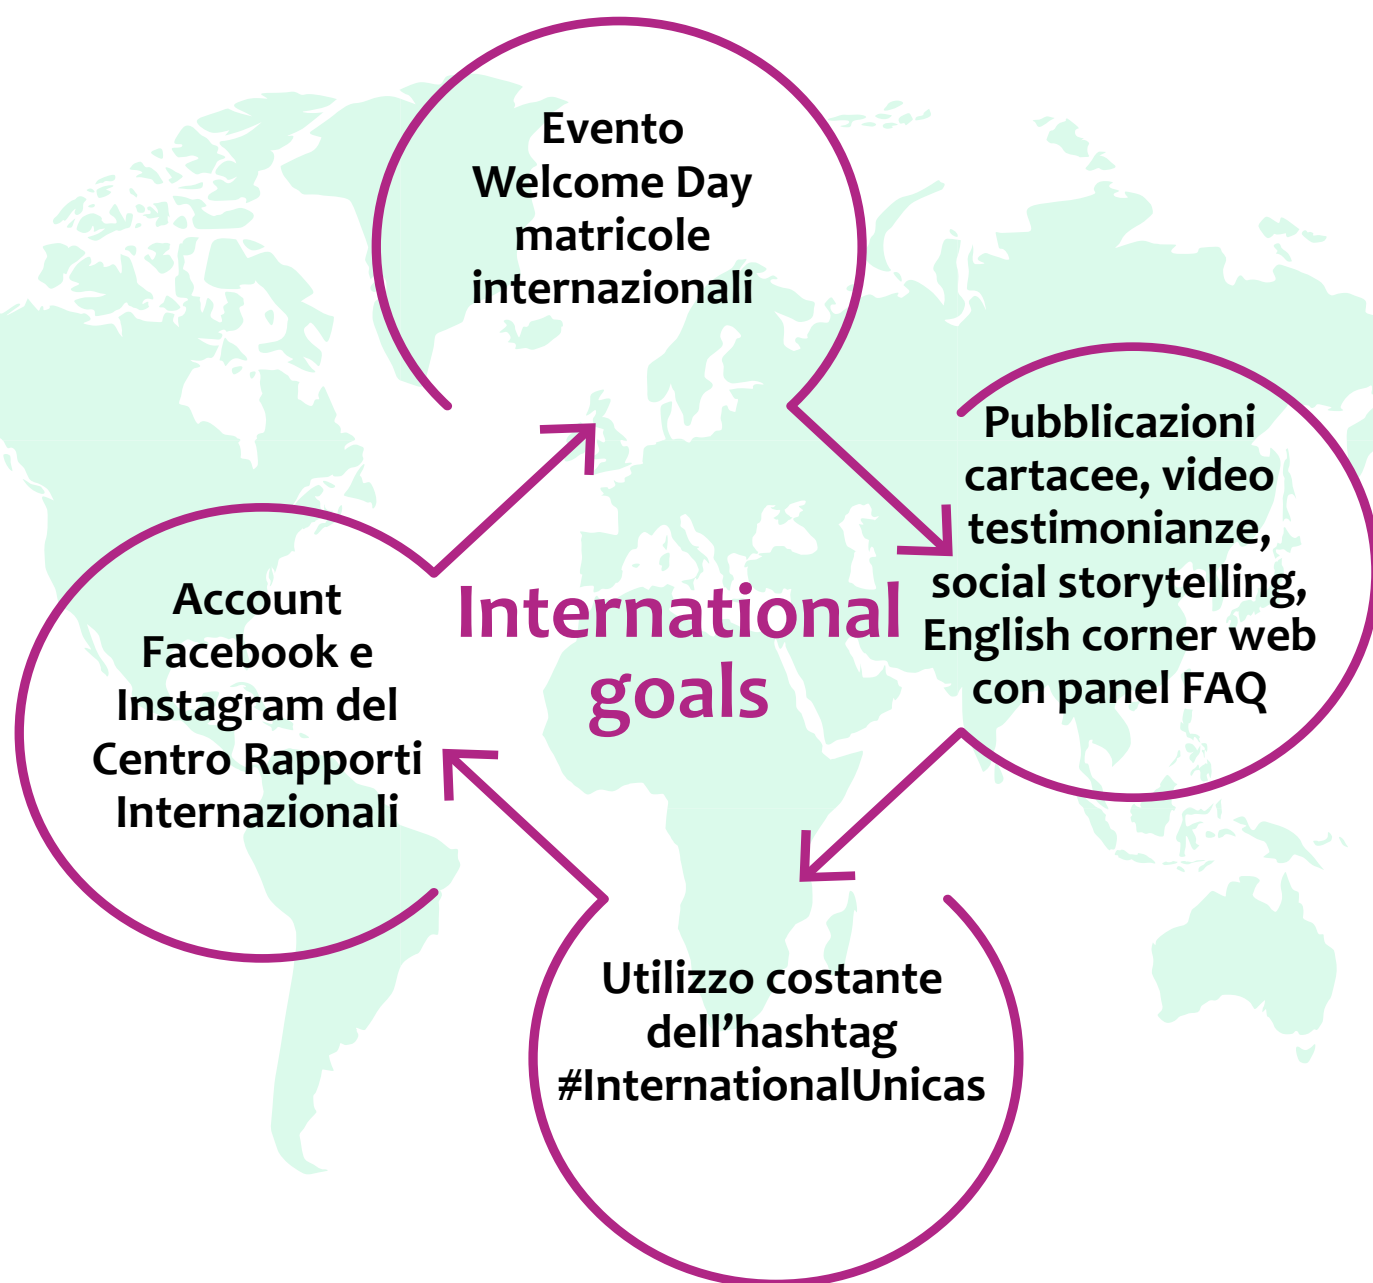 Evento
Welcome Day
matricole
internazionali
Pubblicazioni
cartacee, video
testimonianze,
social storytelling,
English corner web
con panel FAQ
International
goals
Account
Facebook e
Instagram del
Centro Rapporti
Internazionali
Utilizzo costante
dell’hashtag
#InternationalUnicas